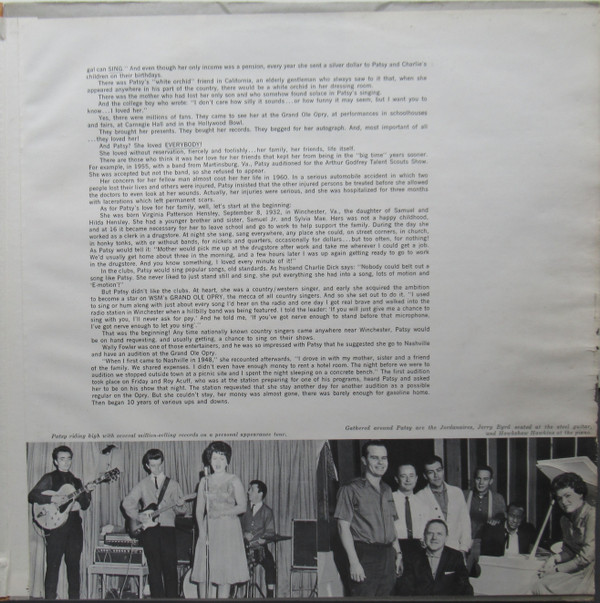 gal can SING." And even though her only income was a pension, every year she sent a silver dollar to Patsy and Charlie's
children on their birthdays.
There was Patsy's "white orchid" friend in California, an elderly gentleman who always saw to it that, when she
appeared anywhere in his part of the country, there would be a white orchid in her dressing room.
There was the mother who had lost her only son and who somehow found solace in Patsy's singing.
And the college boy who wrote: "I don't care how silly it sounds... or how funny it may seem, but I want you to
know... I loved her."
Yes, there were millions of fans. They came to see her at the Grand Ole Opry, at performances in schoolhouses
and fairs, at Carnegie Hall and in the Hollywood Bowl.
They brought her presents. They bought her records. They begged for her autograph. And, most important of all
...they loved her!
And Patsy? She loved EVERYBODY!
She loved without reservation, fiercely and foolishly...her family, her friends, life itself.
There are those who think it was her love for her friends that kept her from being in the "big time" years sooner.
For example, in 1955, with a band from Martinsburg, Va., Patsy auditioned for the Arthur Godfrey Talent Scouts Show.
She was accepted but not the band, so she refused to appear.
Her concern for her fellow man almost cost her her life in 1960. In a serious automobile accident in which two
people lost their lives and others were injured, Patsy insisted that the other injured persons be treated before she allowed
the doctors to even look at her wounds. Actually, her injuries were serious, and she was hospitalized for three months
with lacerations which left permanent scars.
As for Patsy's love for her family, well, let's start at the beginning:
She was born Virginia Patterson Hensley, September 8, 1932, in Winchester, Va., the daughter of Samuel and
Hilda Hensley. She had a younger brother and sister, Samuel Jr. and Sylvia Mae. Hers was not a happy childhood,
and at 16 it became necessary for her to leave school and go to work to help support the family. During the day she
worked as a clerk in a drugstore. At night she sang, sang everywhere, any place she could, on street corners, in church,
in honky tonks, with or without bands, for nickels and quarters, occasionally for dollars...but too often, for nothing!
As Patsy would tell it: "Mother would pick me up at the drugstore after work and take me wherever I could get a job.
We'd usually get home about three in the morning, and a few hours later I was up again getting ready to go to work
in the drugstore. And you know something, I loved every minute of it!"
In the clubs, Patsy would sing popular songs, old standards. As husband Charlie Dick says: "Nobody could belt out a
song like Patsy. She never liked to just stand still and sing, she put everything she had into a song, lots of motion and
'E-motion'!"
But Patsy didn't like the clubs. At heart, she was a country/western singer, and early she acquired the ambition
to become a star on WSM's GRAND OLE OPRY, the mecca of all country singers. And so she set out to do it. "I used
to sing or hum along with just about every song I'd hear on the radio and one day I got real brave and walked into the
radio station in Winchester when a hillbilly band was being featured. I told the leader: 'If you will just give me a chance to
sing with you, I'll never ask for pay.' And he told me, 'If you've got nerve enough to stand before that microphone,
I've got nerve enough to let you sing'."
That was the beginning! Any time nationally known country singers came anywhere near Winchester, Patsy would
be on hand requesting, and usually getting, a chance to sing on their shows.
Wally Fowler was one of those entertainers, and he was so impressed with Patsy that he suggested she go to Nashville
and have an audition at the Grand Ole Opry.
"When I first came to Nashville in 1948," she recounted afterwards, "I drove in with my mother, sister and a friend
of the family. We shared expenses. I didn't even have enough money to rent a hotel room. The night before we were to
audition we stopped outside town at a picnic site and I spent the night sleeping on a concrete bench." The first audition
took place on Friday and Roy Acuff, who was at the station preparing for one of his programs, heard Patsy and asked
her to be on his show that night. The station requested that she stay another day for another audition as a possible
regular on the Opry. But she couldn't stay, her money was almost gone, there was barely enough for gasoline home.
Then began 10 years of various ups and downs.
Patsy riding high with several million-selling records on a personal appearance tour.
Gathered around Patsy are the Jordanaires, Jerry Byrd seated at the steel guitar,
and Hawkshaw Hawkins at the piano.